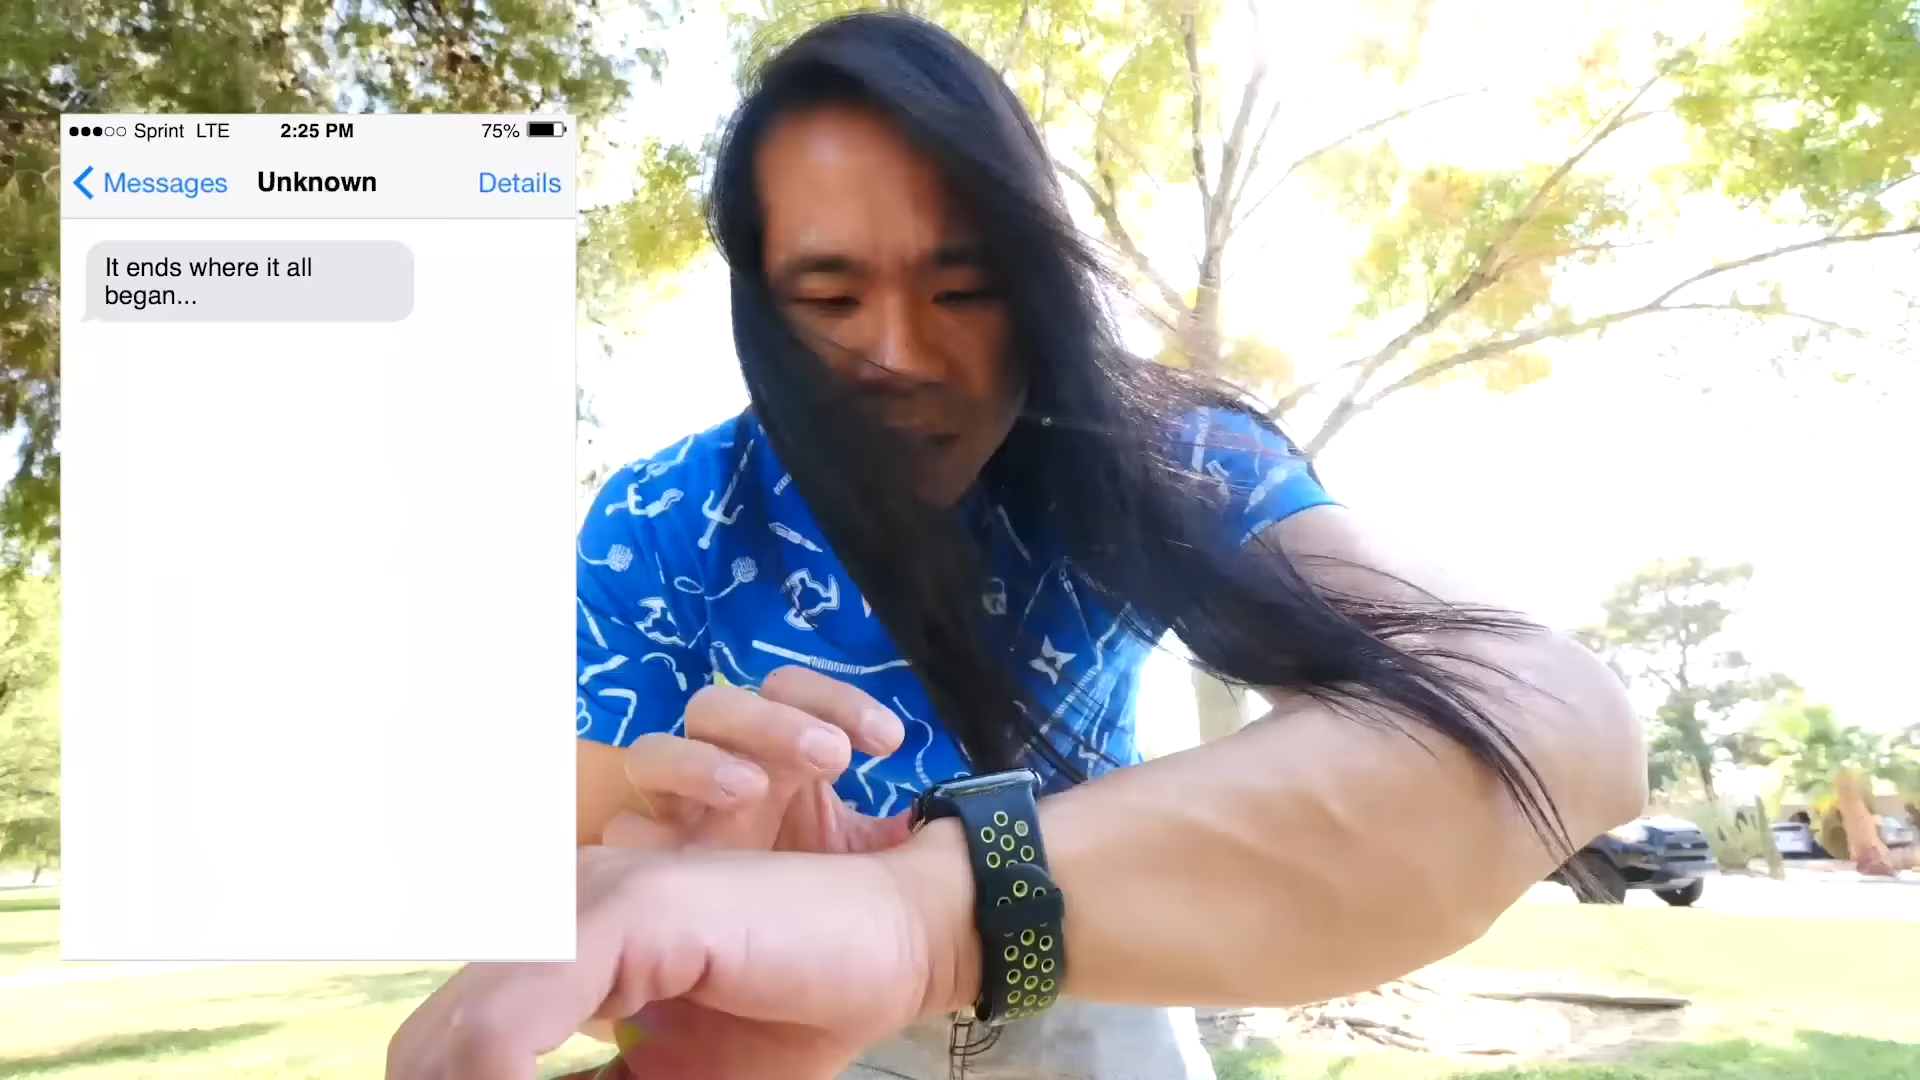 Sprint LTE 2:25 PM 75%
Messages Unknown Details
It ends where it all
began...